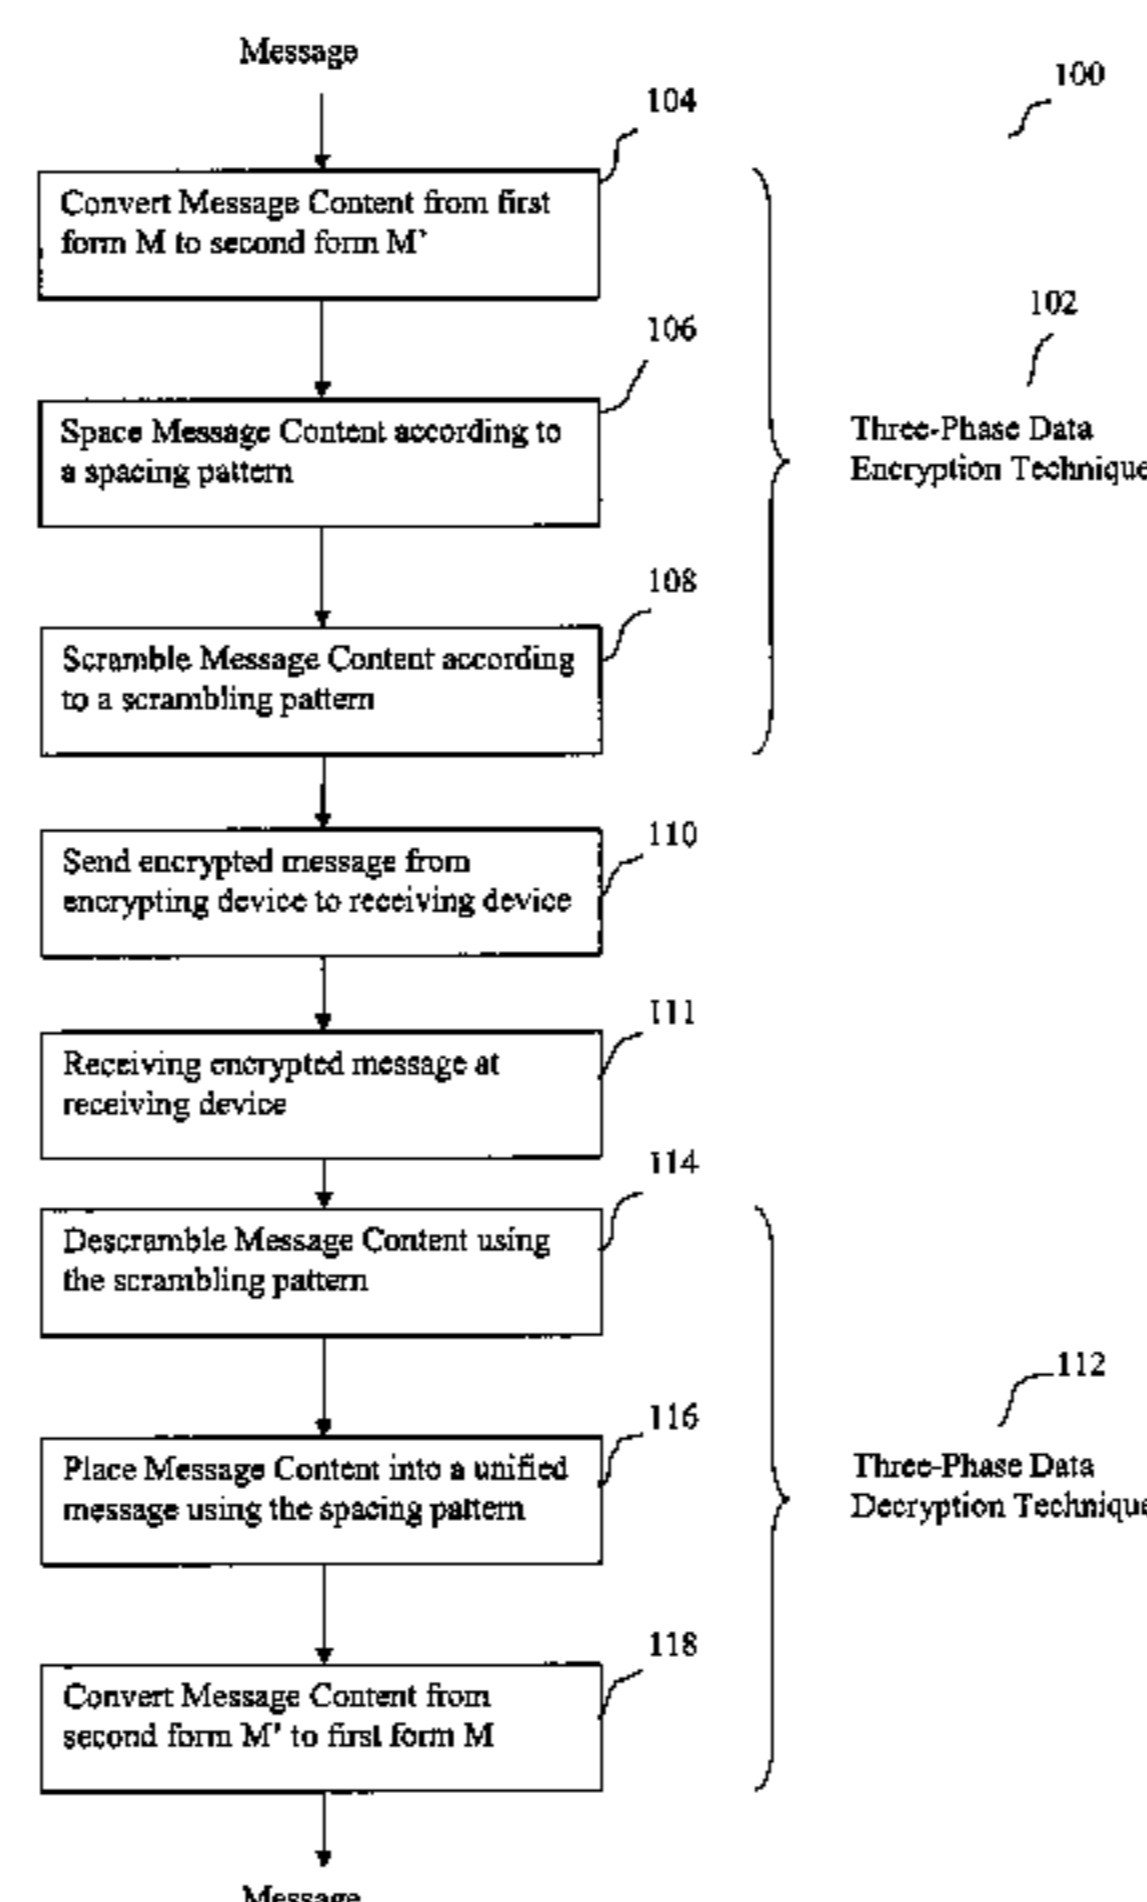 Message
100
104
Convert Message Content from first
form M to second form M'
102
106
Space Message Content according to
a spacing pattern
Three-Phase Data
Encryption Technique
108
Scramble Message Content according
to a scrambling pattern
110
Send encrypted message from
encrypting device to receiving device
111
Receiving encrypted message at
receiving device
114
Descramble Message Content using
the scrambling pattern
112
116
Place Message Content into a unified
message using the spacing pattern
Three-Phase Data
Decryption Technique
118
Convert Message Content from
second form M' to first form M
Message